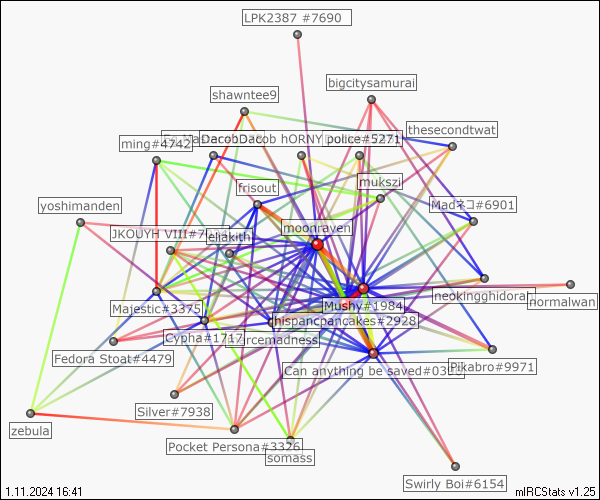 LPK2387 #7690
bigcitysamurai
shawntee9
thesecondtwat
ming#4742
DacobDacob hORNY
police#5271
mukszi
frisout
yoshimanden
Madネコ#6901
moonraven
JKOUYH VIII#7
eliakith
neokingghidorah
normalwan
Majestic#3375
Mushy#1984
hispancpancakes#2928
Cypha#1717
rcemadness
Fedora Stoat#4479
Can anything be saved#03
Pikabro#9971
Silver#7938
zebula
Pocket Persona#3326
somass
Swirly Boi#6154
1.11.2024 16:41
mIRCStats v1.25